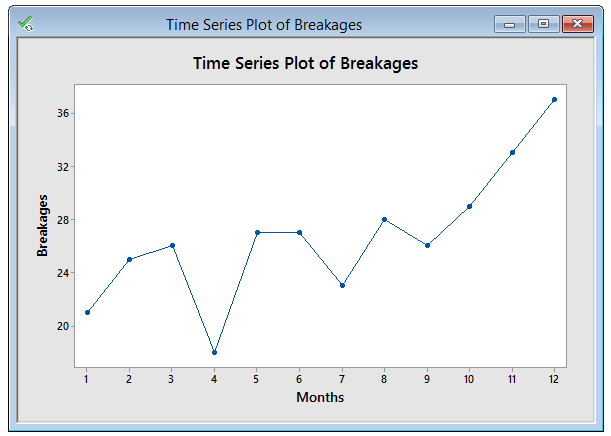 Time Series Plot of Breakages
Time Series Plot of Breakages
36
32
28
24
20
Breakages
1 2 3 4 5 6 7 8 9 10 11 12
Months